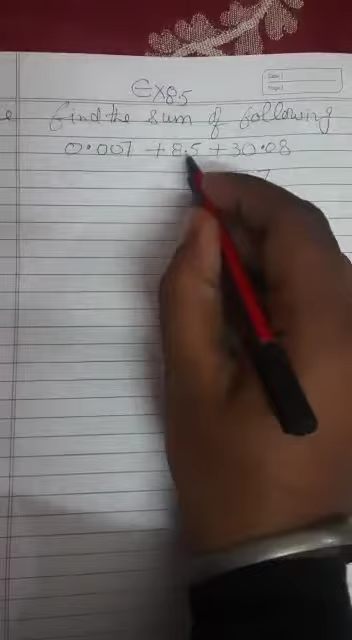 Ex 8.5
find the sum of following
0.007 + 8.5 + 30.08